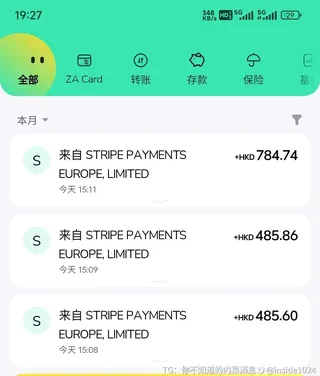 19:27
348 KB/s HD 5G 5G 29
全部
ZA Card
转账
存款
保险
本月
S
来自 STRIPE PAYMENTS
EUROPE, LIMITED
+HKD 784.74
今天 15:11
S
来自 STRIPE PAYMENTS
EUROPE, LIMITED
+HKD 485.86
今天 15:09
S
来自 STRIPE PAYMENTS
EUROPE, LIMITED
+HKD 485.60
今天 15:08
TG：你不知道的内幕消息 @inside1024